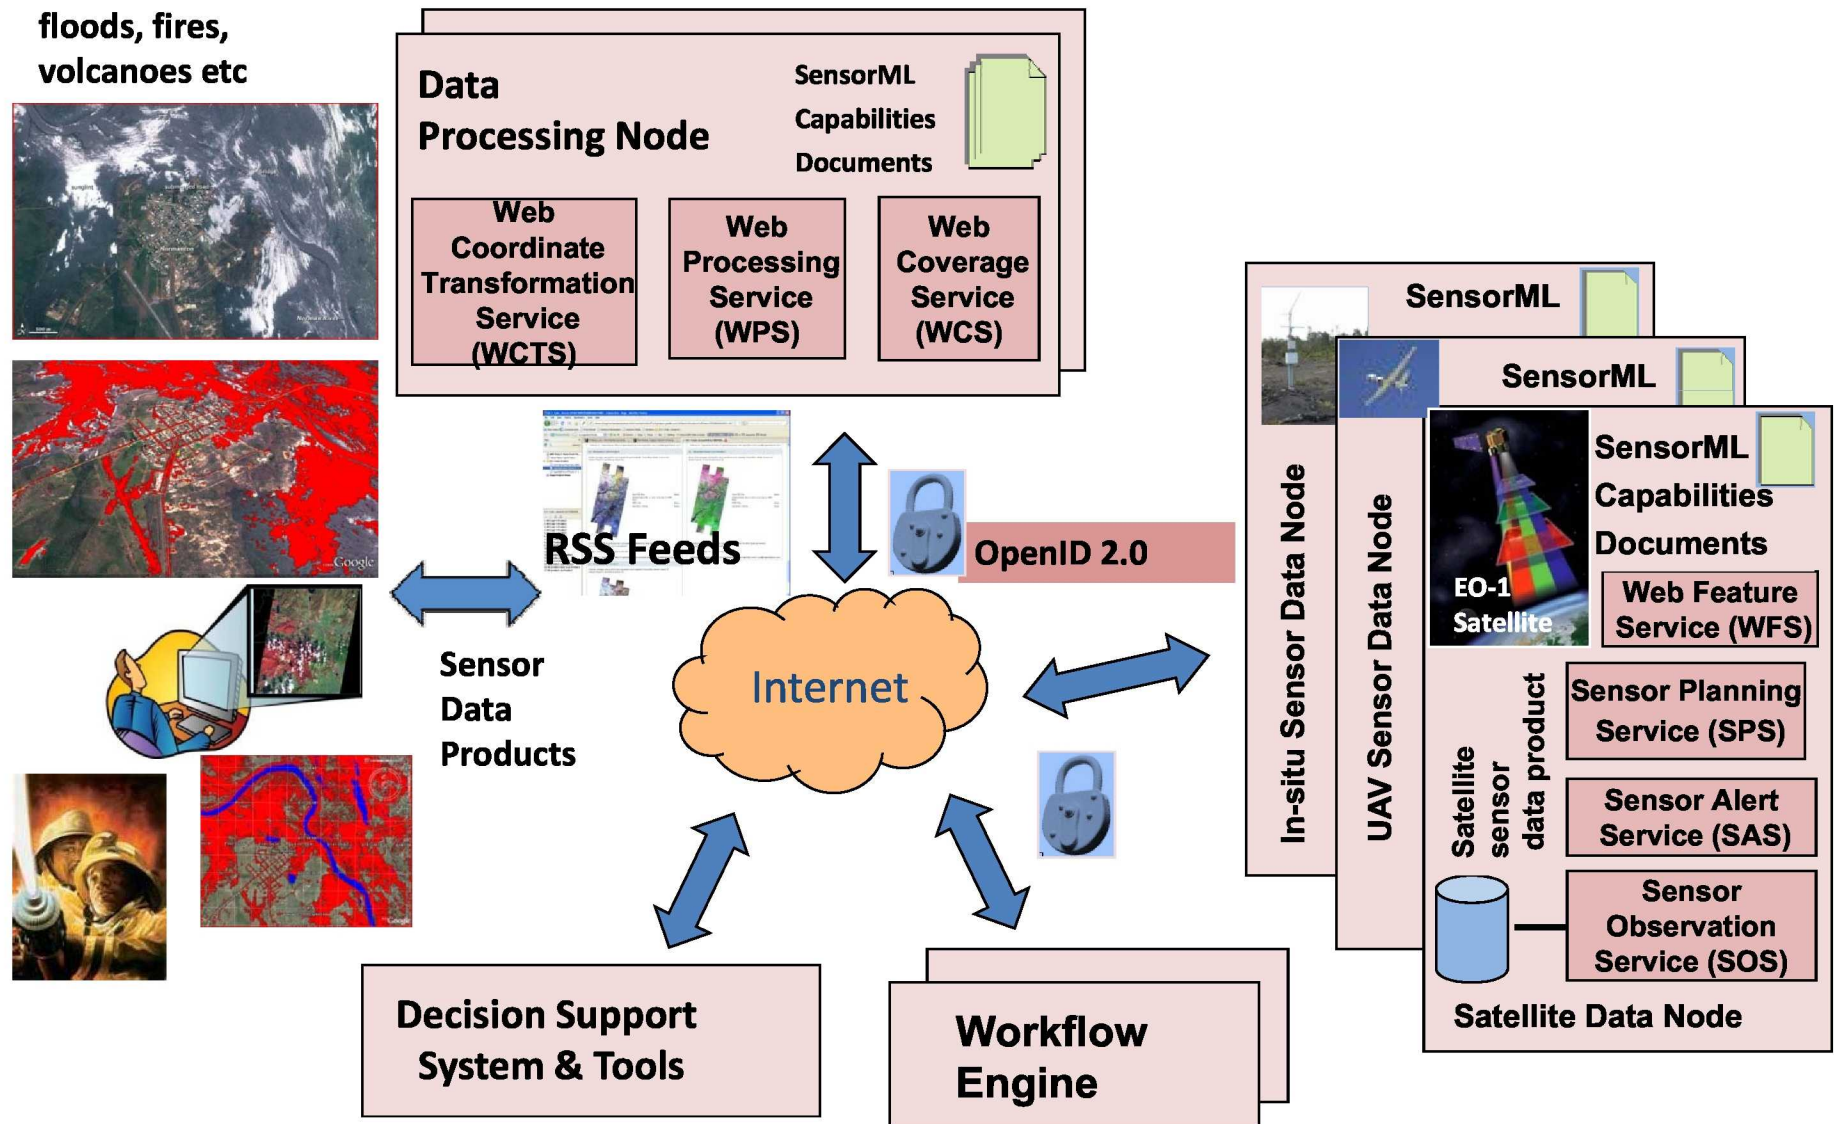 floods, fires,
volcanoes etc
Data
Processing Node
SensorML
Capabilities
Documents
Web
Coordinate
Transformation
Service
(WCTS)
Web
Processing
Service
(WPS)
Web
Coverage
Service
(WCS)
RSS Feeds
OpenID 2.0
Sensor
Data
Products
Internet
Google
Google
Decision Support
System & Tools
Workflow
Engine
SensorML
In-situ Sensor Data Node
SensorML
UAV Sensor Data Node
SensorML
Capabilities
Documents
EO-1
Satellite
Web Feature
Service (WFS)
Sensor Planning
Service (SPS)
Satellite
sensor
data product
Sensor Alert
Service (SAS)
Sensor
Observation
Service (SOS)
Satellite Data Node